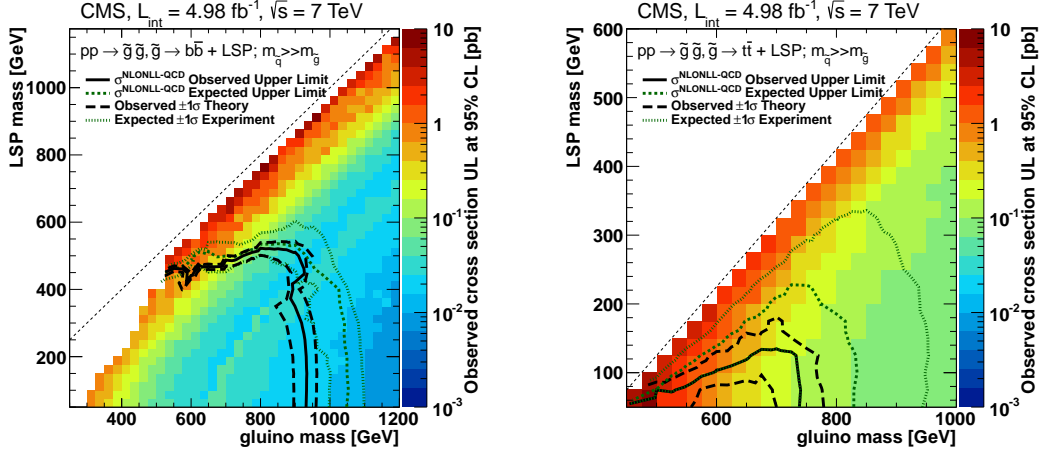 CMS, L_int = 4.98 fb⁻¹, √s = 7 TeV
pp → g̃ g̃, g̃ → bb̄ + LSP; m_q̃>>m_g̃
σ^NLONLL-QCD Observed Upper Limit
σ^NLONLL-QCD Expected Upper Limit
Observed ±1σ Theory
Expected ±1σ Experiment
LSP mass [GeV]
1000
800
600
400
200
400 600 800 1000 1200
gluino mass [GeV]
10
1
10⁻¹
10⁻²
10⁻³
Observed cross section UL at 95% CL [pb]
CMS, L_int = 4.98 fb⁻¹, √s = 7 TeV
pp → g̃ g̃, g̃ → tt̄ + LSP; m_q̃>>m_g̃
σ^NLONLL-QCD Observed Upper Limit
σ^NLONLL-QCD Expected Upper Limit
Observed ±1σ Theory
Expected ±1σ Experiment
LSP mass [GeV]
600
500
400
300
200
100
600 800 1000
gluino mass [GeV]
10
1
10⁻¹
10⁻²
10⁻³
Observed cross section UL at 95% CL [pb]